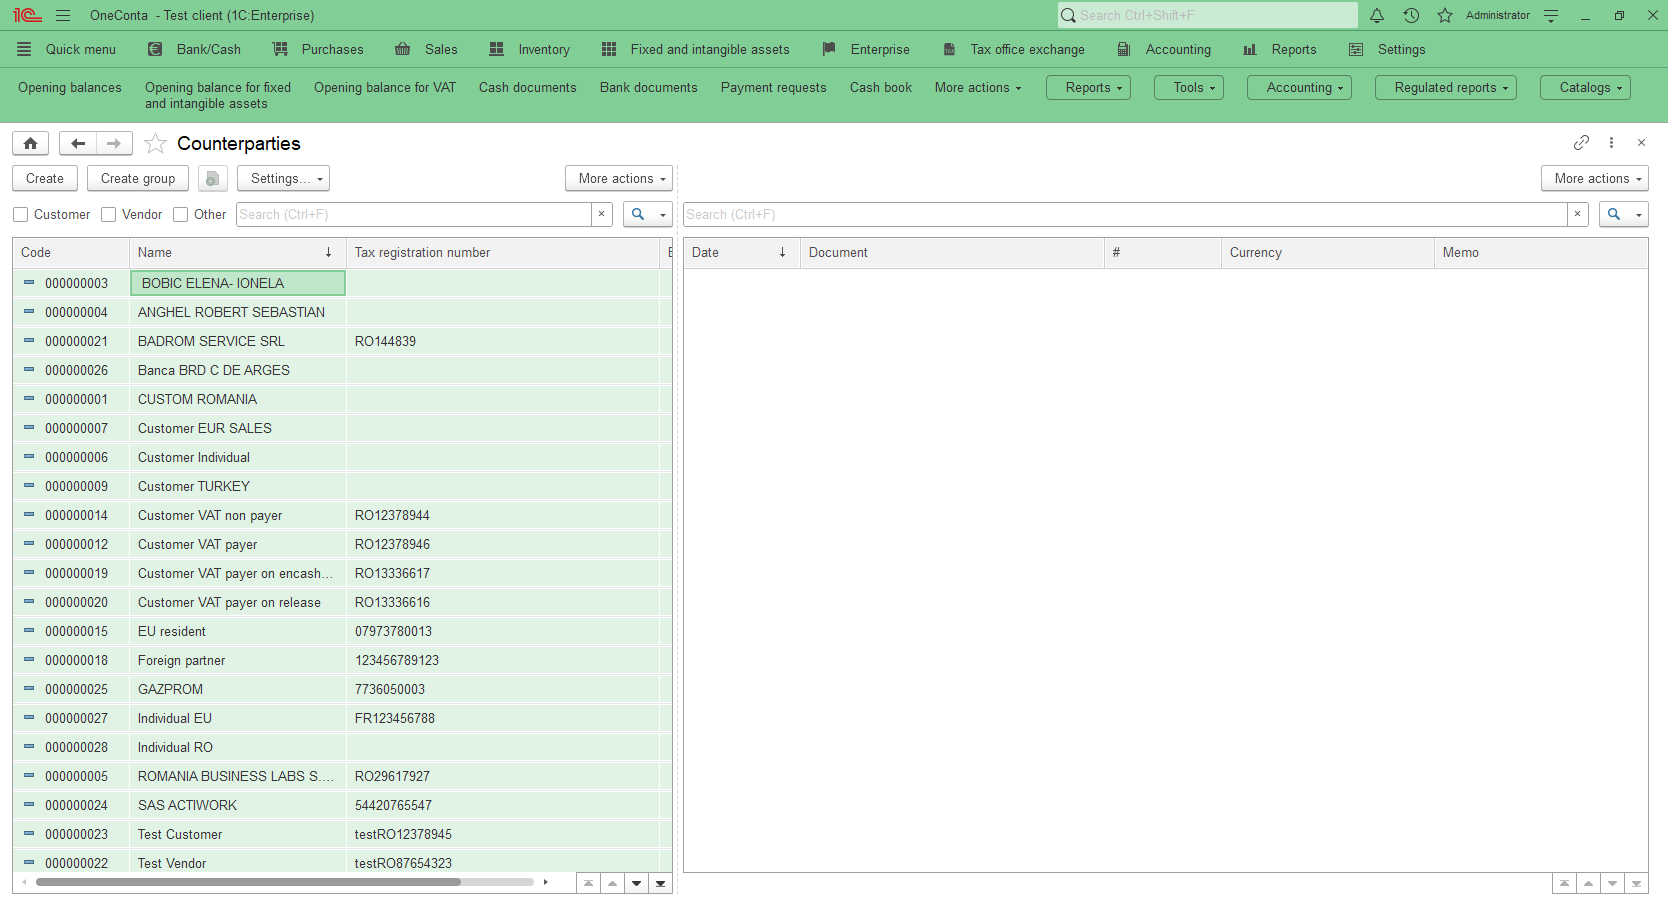 1C OneConta - Test client (1C:Enterprise) Search Ctrl+Shift+F Administrator
Quick menu Bank/Cash Purchases Sales Inventory Fixed and intangible assets Enterprise Tax office exchange Accounting Reports Settings
Opening balances Opening balance for fixed and intangible assets Opening balance for VAT Cash documents Bank documents Payment requests Cash book More actions Reports Tools Accounting Regulated reports Catalogs
Counterparties
Create Create group Settings... More actions More actions
Customer Vendor Other Search (Ctrl+F) Search (Ctrl+F)
Code Name Tax registration number Date Document # Currency Memo
000000003 BOBIC ELENA- IONELA
000000004 ANGHEL ROBERT SEBASTIAN
000000021 BADROM SERVICE SRL RO144839
000000026 Banca BRD C DE ARGES
000000001 CUSTOM ROMANIA
000000007 Customer EUR SALES
000000006 Customer Individual
000000009 Customer TURKEY
000000014 Customer VAT non payer RO12378944
000000012 Customer VAT payer RO12378946
000000019 Customer VAT payer on encash... RO13336617
000000020 Customer VAT payer on release RO13336616
000000015 EU resident 07973780013
000000018 Foreign partner 123456789123
000000025 GAZPROM 7736050003
000000027 Individual EU FR123456788
000000028 Individual RO
000000005 ROMANIA BUSINESS LABS S.... RO29617927
000000024 SAS ACTIWORK 54420765547
000000023 Test Customer testRO12378945
000000022 Test Vendor testRO87654323